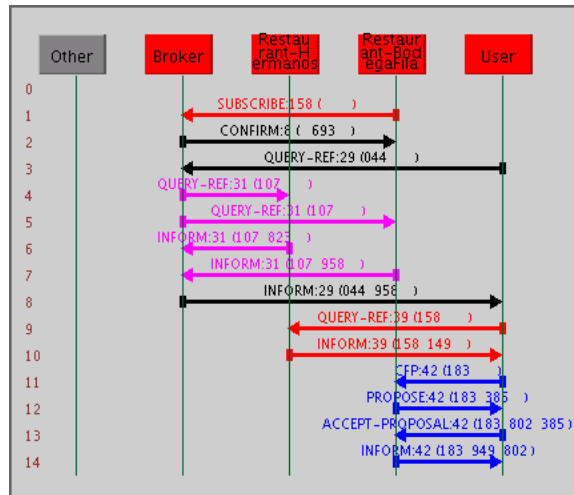 Other
Broker
Restau
rant-H
ermanos
Restaur
ant-Bod
egaFila
User
0
1 SUBSCRIBE:158 ( )
2 CONFIRM:8 ( 693 )
3 QUERY-REF:29 (044 )
4 QUERY-REF:31 (107 )
5 QUERY-REF:31 (107 )
6 INFORM:31 (107 823 )
7 INFORM:31 (107 958 )
8 INFORM:29 (044 958 )
9 QUERY-REF:39 (158 )
10 INFORM:39 (158 149 )
11 CFP:42 (183 )
12 PROPOSE:42 (183 385 )
13 ACCEPT-PROPOSAL:42 (183 802 385)
14 INFORM:42 (183 949 802)